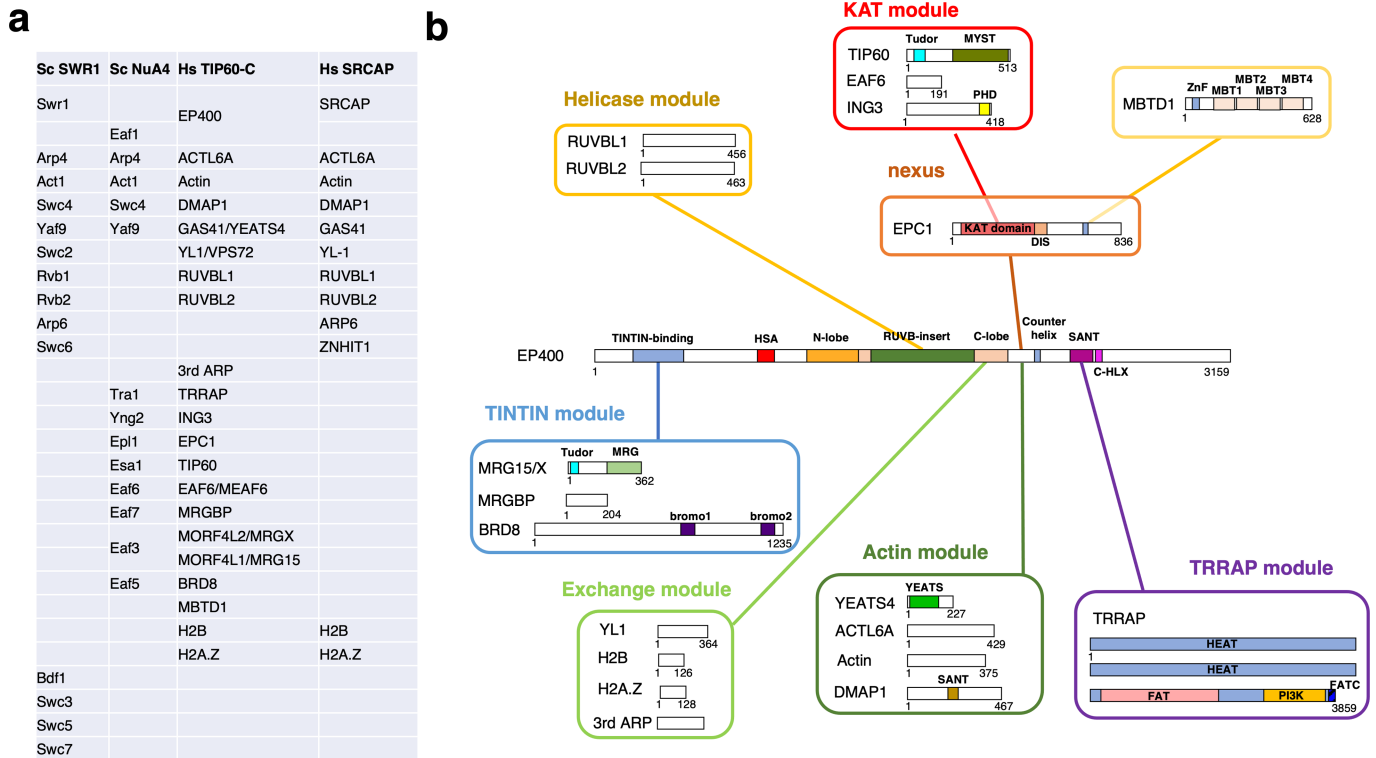 a
Sc SWR1 Sc NuA4 Hs TIP60-C Hs SRCAP
Swr1 EP400 SRCAP
Eaf1
Arp4 Arp4 ACTL6A ACTL6A
Act1 Act1 Actin Actin
Swc4 Swc4 DMAP1 DMAP1
Yaf9 Yaf9 GAS41/YEATS4 GAS41
Swc2 YL1/VPS72 YL-1
Rvb1 RUVBL1 RUVBL1
Rvb2 RUVBL2 RUVBL2
Arp6 ARP6
Swc6 ZNHIT1
3rd ARP
Tra1 TRRAP
Yng2 ING3
Epl1 EPC1
Esa1 TIP60
Eaf6 EAF6/MEAF6
Eaf7 MRGBP
Eaf3 MORF4L2/MRGX
MORF4L1/MRG15
Eaf5 BRD8
MBTD1
H2B H2B
H2A.Z H2A.Z
Bdf1
Swc3
Swc5
Swc7
b
KAT module
Tudor MYST
TIP60
1 513
EAF6
1 191
PHD
ING3
1 418
Helicase module
RUVBL1
1 456
RUVBL2
1 463
MBT2 MBT4
ZnF MBT1 MBT3
MBTD1
1 628
nexus
EPC1 KAT domain
1 DIS 836
TINTIN-binding HSA N-lobe RUVB-insert C-lobe Counter helix SANT
EP400
1 C-HLX 3159
TINTIN module
Tudor MRG
MRG15/X
1 362
MRGBP
1 204
bromo1 bromo2
BRD8
1 1235
Exchange module
YL1
1 364
H2B
1 126
H2A.Z
1 128
3rd ARP
Actin module
YEATS
YEATS4
1 227
ACTL6A
1 429
Actin
1 375
SANT
DMAP1
1 467
TRRAP module
TRRAP
HEAT
1
HEAT
FATC
FAT PI3K
3859